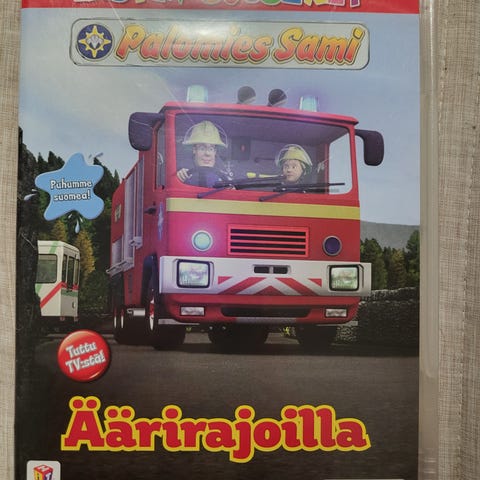 Palomies Sami
Puhumme
suomea!
Tuttu
TV:stä!
Äärirajoilla